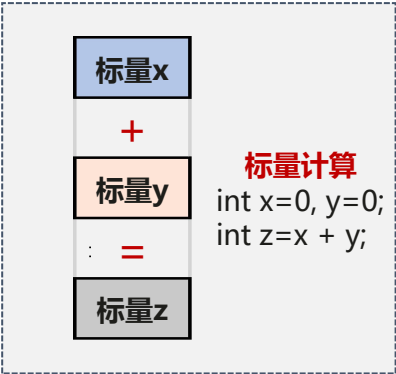 标量x
+
标量y
: =
标量z
标量计算
int x=0, y=0;
int z=x + y;